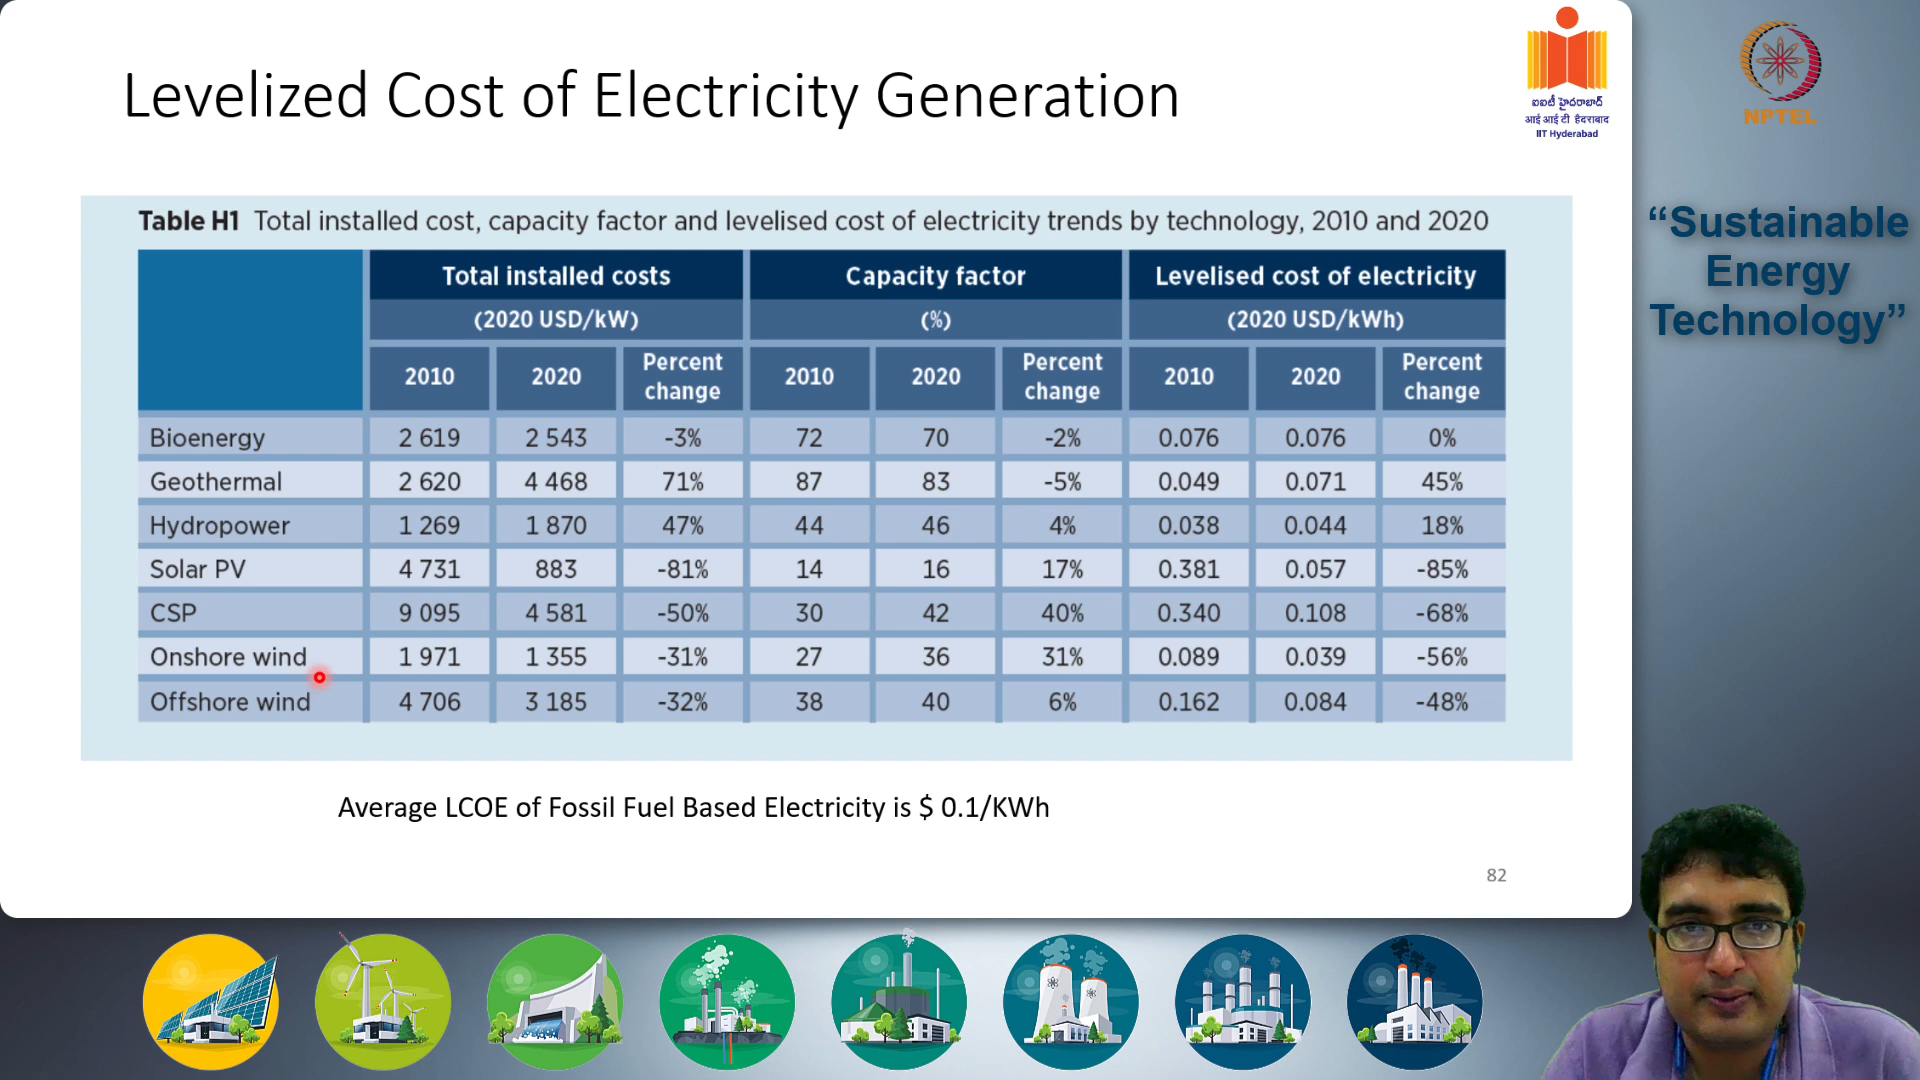 Levelized Cost of Electricity Generation
ఐఐటీ హైదరాబాద్
आई आई टी हैदराबाद
IIT Hyderabad
NPTEL
“Sustainable
Energy
Technology”
Table H1 Total installed cost, capacity factor and levelised cost of electricity trends by technology, 2010 and 2020
Total installed costs Capacity factor Levelised cost of electricity
(2020 USD/kW) (%) (2020 USD/kWh)
2010 2020 Percent change 2010 2020 Percent change 2010 2020 Percent change
Bioenergy 2 619 2 543 -3% 72 70 -2% 0.076 0.076 0%
Geothermal 2 620 4 468 71% 87 83 -5% 0.049 0.071 45%
Hydropower 1 269 1 870 47% 44 46 4% 0.038 0.044 18%
Solar PV 4 731 883 -81% 14 16 17% 0.381 0.057 -85%
CSP 9 095 4 581 -50% 30 42 40% 0.340 0.108 -68%
Onshore wind 1 971 1 355 -31% 27 36 31% 0.089 0.039 -56%
Offshore wind 4 706 3 185 -32% 38 40 6% 0.162 0.084 -48%
Average LCOE of Fossil Fuel Based Electricity is $ 0.1/KWh
82